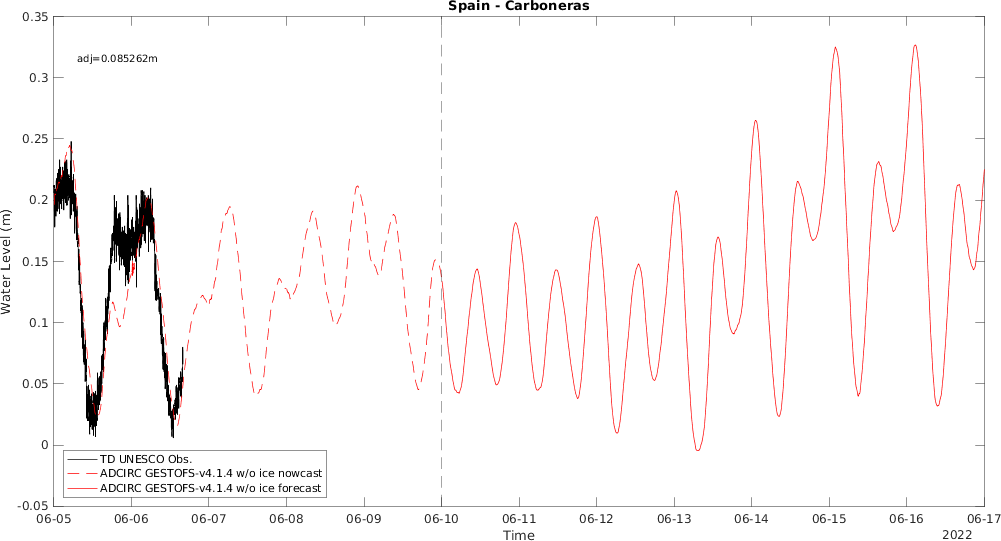 Spain - Carboneras
0.35
adj=0.085262m
0.3
0.25
0.2
0.15
0.1
0.05
0
-0.05
Water Level (m)
TD UNESCO Obs.
ADCIRC GESTOFS-v4.1.4 w/o ice nowcast
ADCIRC GESTOFS-v4.1.4 w/o ice forecast
06-05 06-06 06-07 06-08 06-09 06-10 06-11 06-12 06-13 06-14 06-15 06-16 06-17
Time
2022